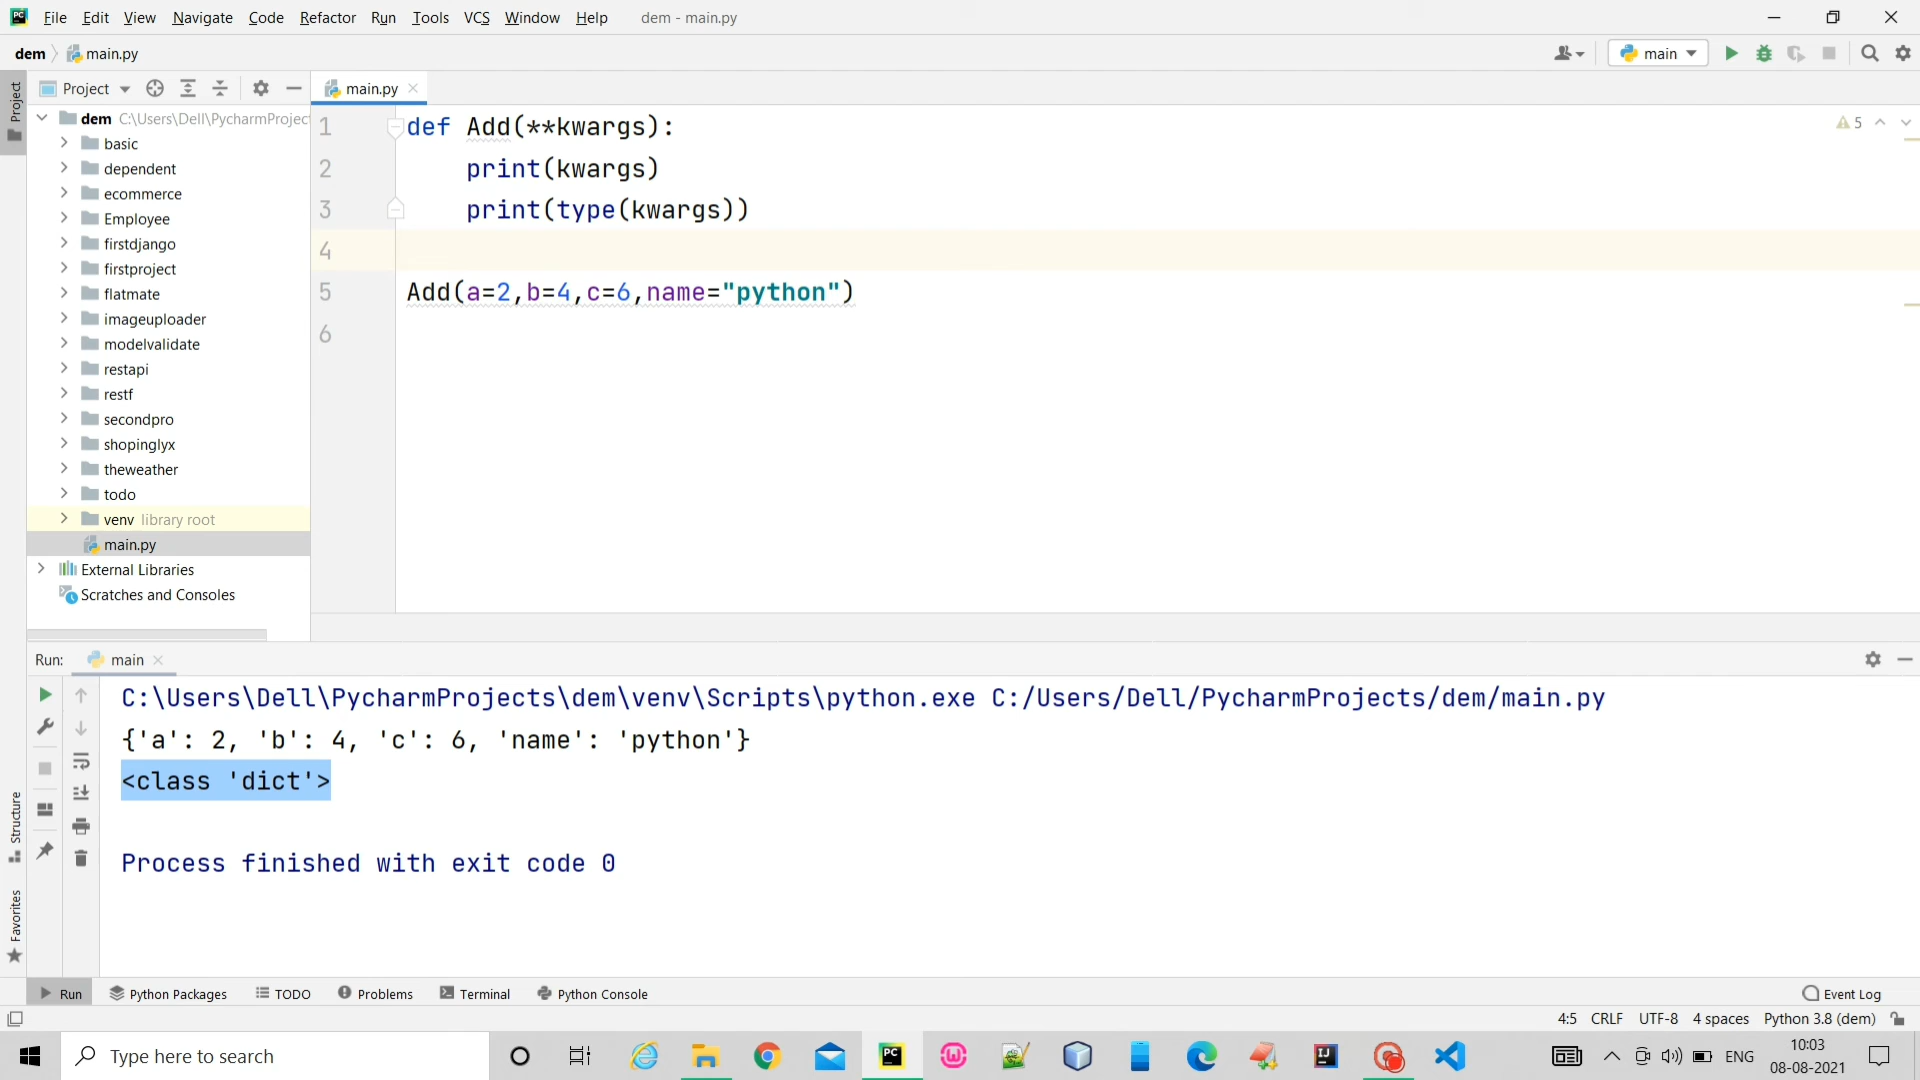 File Edit View Navigate Code Refactor Run Tools VCS Window Help dem - main.py
dem main.py
main
Project
Project
main.py
dem C:\Users\Dell\PycharmProjec
basic
dependent
ecommerce
Employee
firstdjango
firstproject
flatmate
imageuploader
modelvalidate
restapi
restf
secondpro
shopinglyx
theweather
todo
venv library root
main.py
External Libraries
Scratches and Consoles
1 def Add(**kwargs):
2 print(kwargs)
3 print(type(kwargs))
4
5 Add(a=2,b=4,c=6,name="python")
6
5
Run: main
C:\Users\Dell\PycharmProjects\dem\venv\Scripts\python.exe C:/Users/Dell/PycharmProjects/dem/main.py
{'a': 2, 'b': 4, 'c': 6, 'name': 'python'}
<class 'dict'>
Process finished with exit code 0
Structure
Favorites
Run Python Packages TODO Problems Terminal Python Console Event Log
4:5 CRLF UTF-8 4 spaces Python 3.8 (dem)
Type here to search
PC
IJ
ENG
10:03
08-08-2021